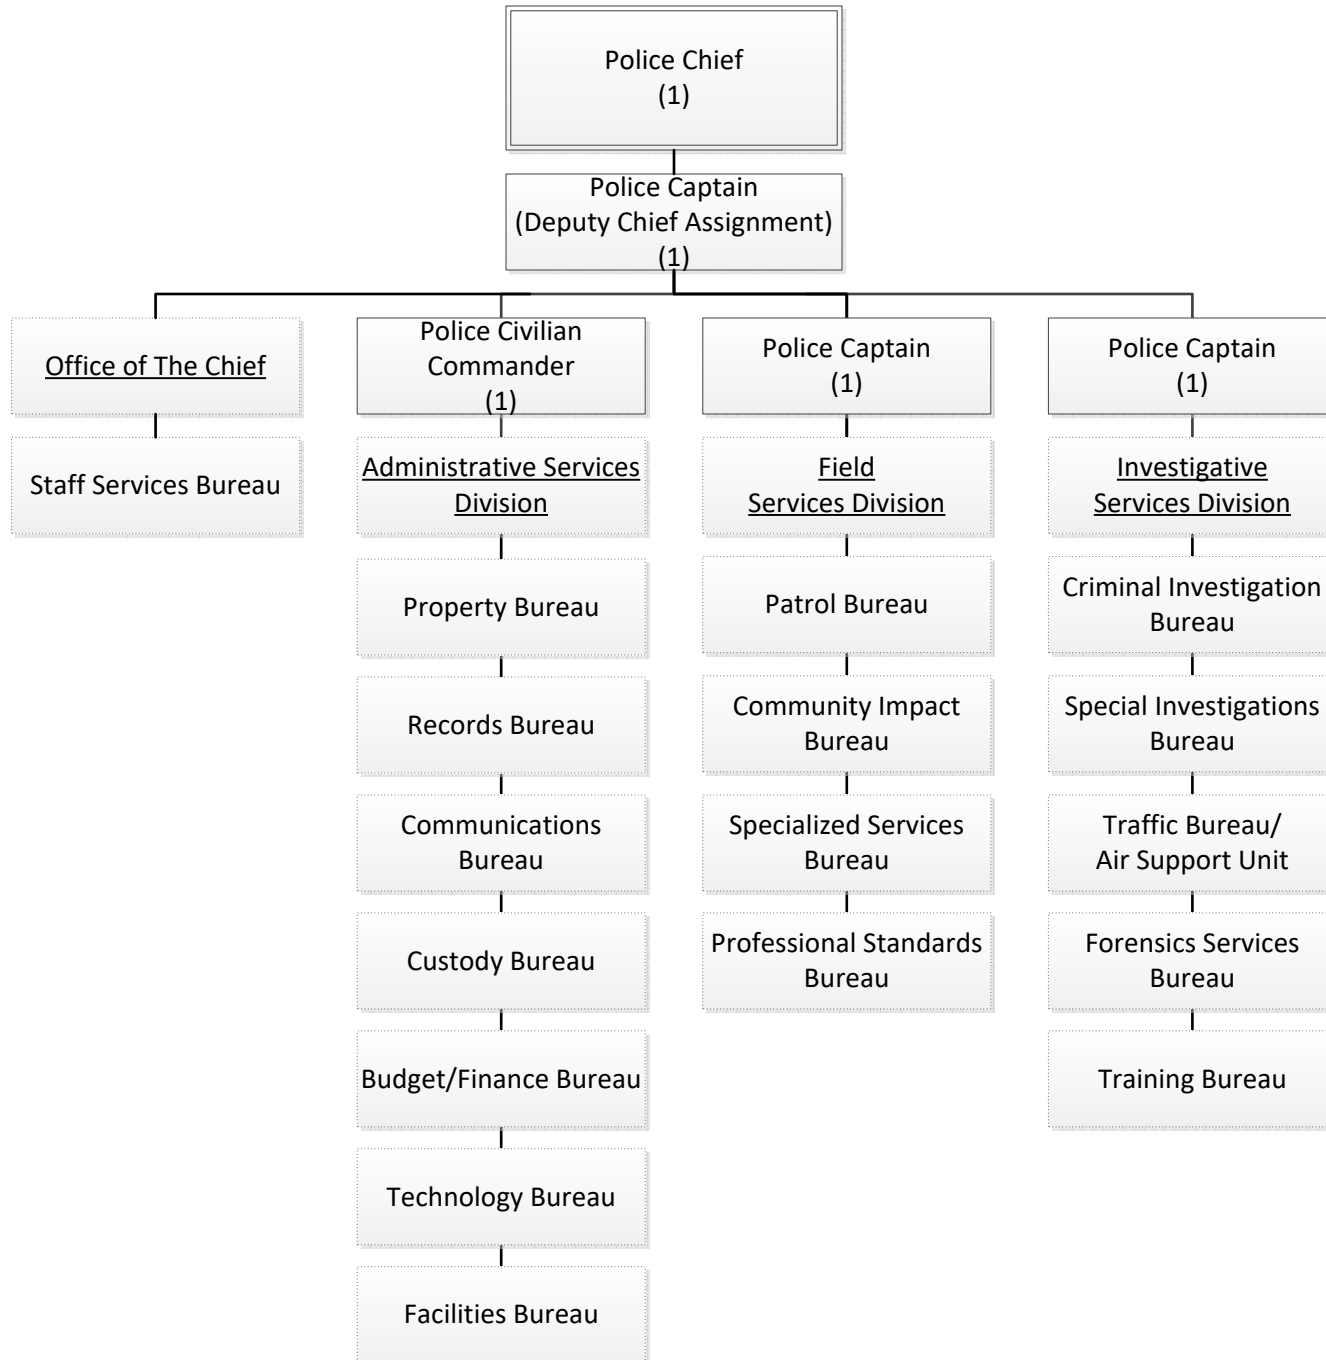 Police Chief
(1)
Police Captain
(Deputy Chief Assignment)
(1)
Office of The Chief
Staff Services Bureau
Police Civilian
Commander
(1)
Administrative Services
Division
Property Bureau
Records Bureau
Communications
Bureau
Custody Bureau
Budget/Finance Bureau
Technology Bureau
Facilities Bureau
Police Captain
(1)
Field
Services Division
Patrol Bureau
Community Impact
Bureau
Specialized Services
Bureau
Professional Standards
Bureau
Police Captain
(1)
Investigative
Services Division
Criminal Investigation
Bureau
Special Investigations
Bureau
Traffic Bureau/
Air Support Unit
Forensics Services
Bureau
Training Bureau